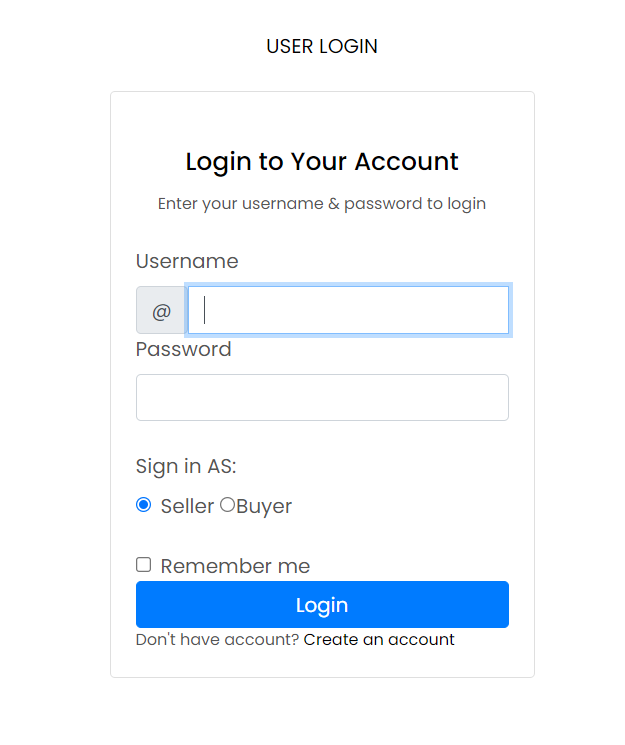 USER LOGIN
Login to Your Account
Enter your username & password to login
Username
@
Password
Sign in AS:
Seller Buyer
Remember me
Login
Don't have account? Create an account